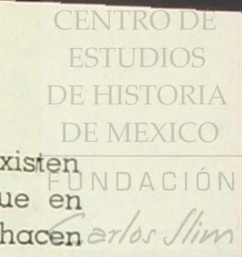 CENTRO DE
ESTUDIOS
DE HISTORIA
DE MEXICO
xisten
FUNDACIÓN
ue en
hacen
Carlos Slim